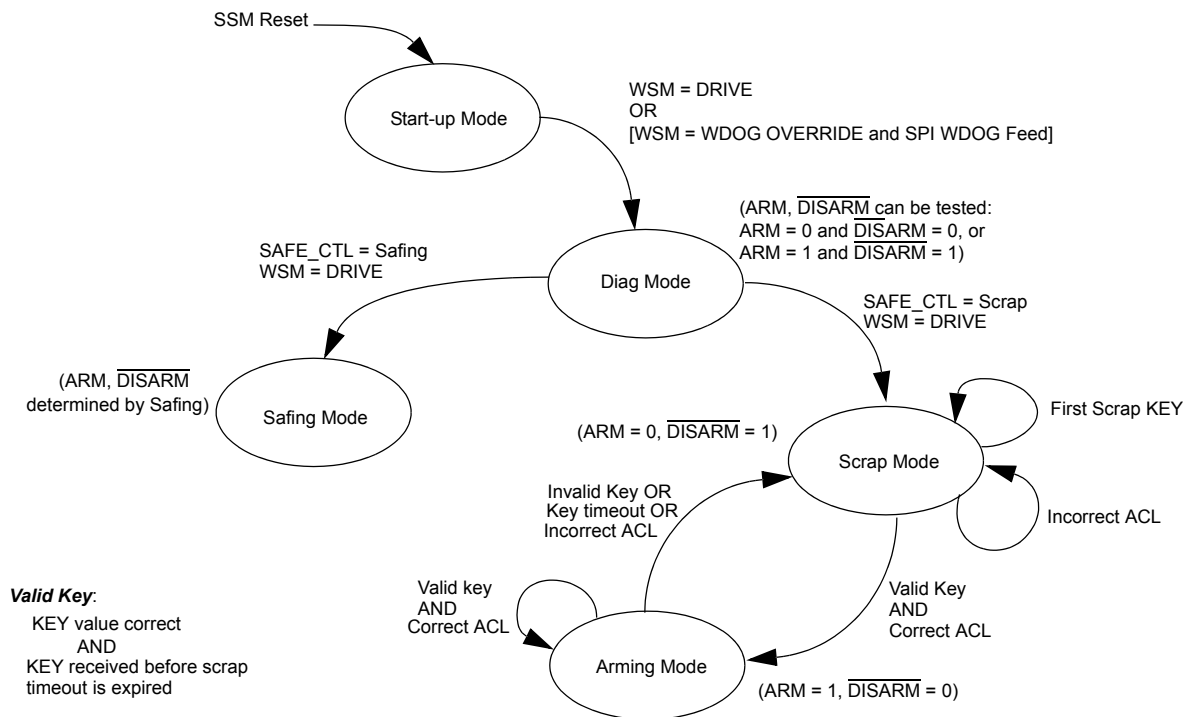 SSM Reset
Start-up Mode
WSM = DRIVE
OR
[WSM = WDOG OVERRIDE and SPI WDOG Feed]
(ARM, DISARM can be tested:
ARM = 0 and DISARM = 0, or
ARM = 1 and DISARM = 1)
SAFE_CTL = Safing
WSM = DRIVE
Diag Mode
SAFE_CTL = Scrap
WSM = DRIVE
(ARM, DISARM
determined by Safing)
Safing Mode
First Scrap KEY
(ARM = 0, DISARM = 1)
Scrap Mode
Invalid Key OR
Key timeout OR
Incorrect ACL
Incorrect ACL
Valid key
AND
Correct ACL
Valid Key
AND
Correct ACL
Arming Mode
(ARM = 1, DISARM = 0)
Valid Key:
KEY value correct
AND
KEY received before scrap
timeout is expired